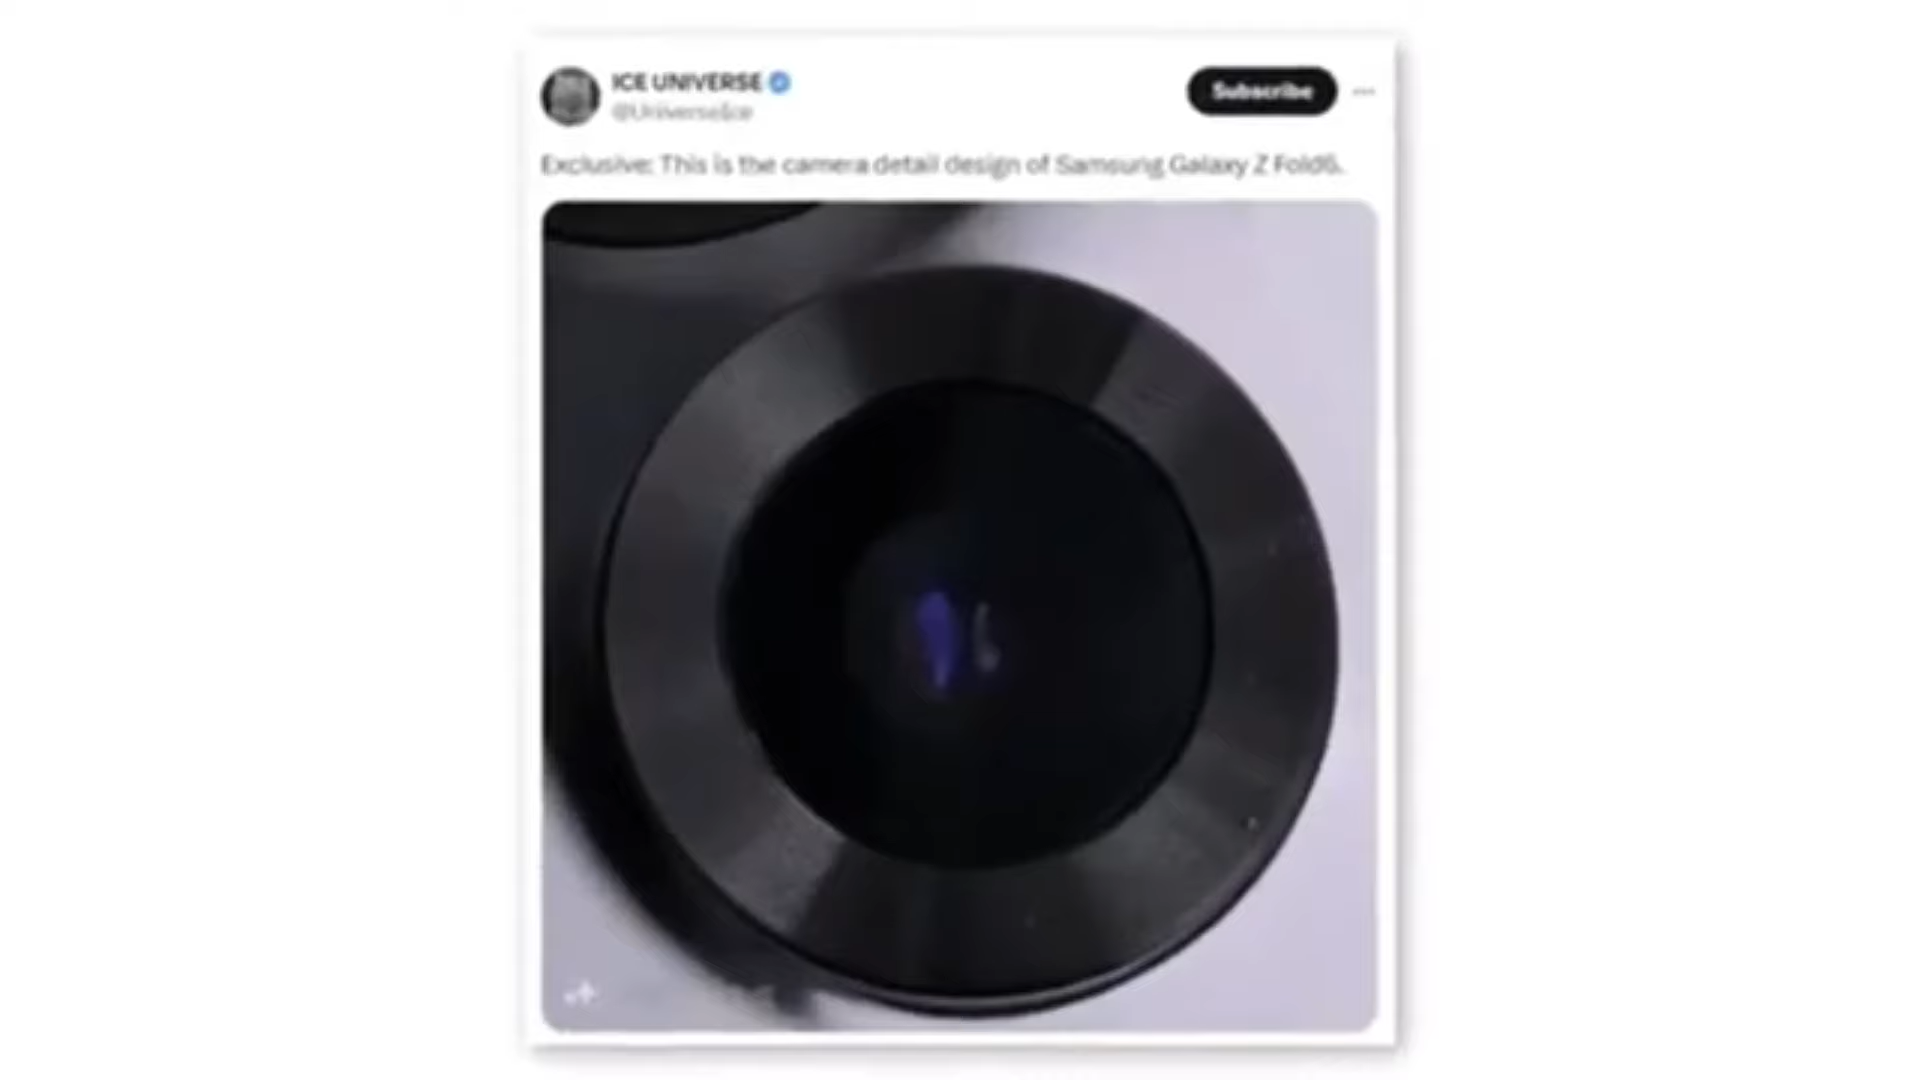 ICE UNIVERSE
@UniverseIce
Subscribe
Exclusive: This is the camera detail design of Samsung Galaxy Z Fold6.